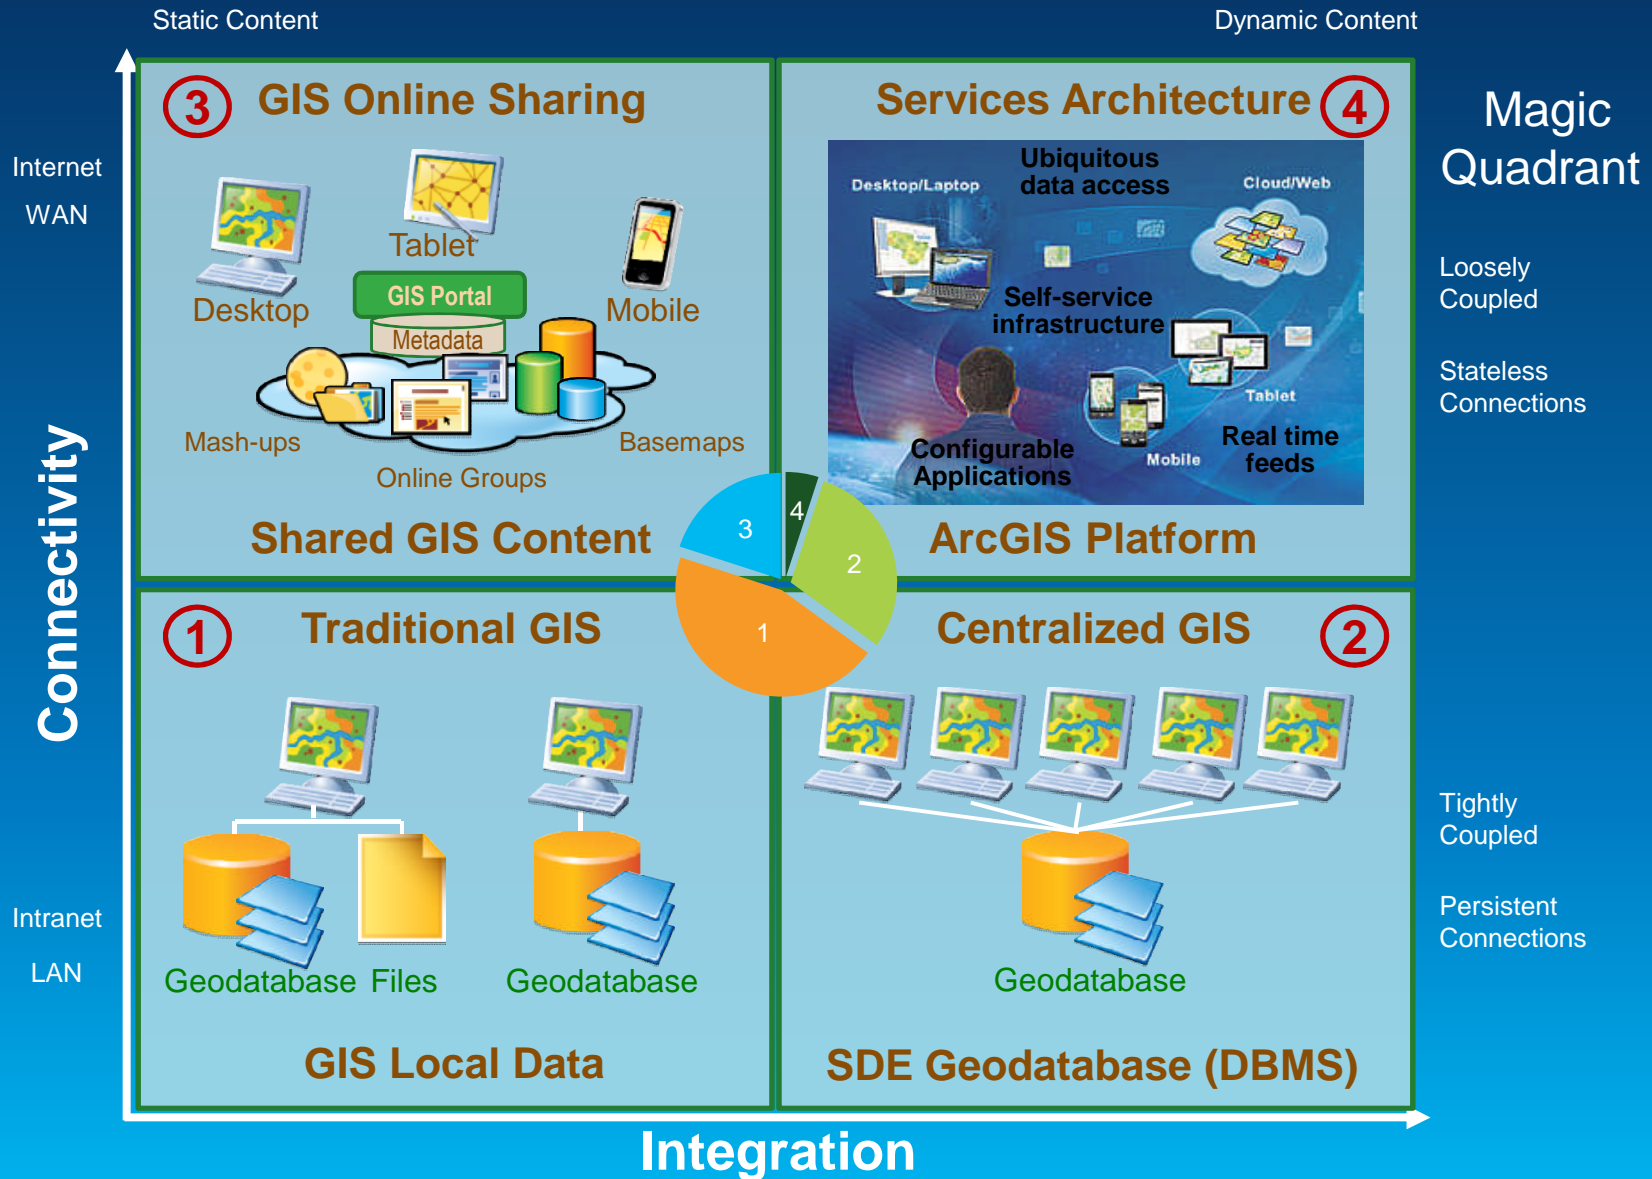 Static Content
Dynamic Content
3
GIS Online Sharing
Services Architecture
4
Magic
Quadrant
Internet
WAN
Tablet
Desktop
GIS Portal
Mobile
Metadata
Mash-ups
Basemaps
Online Groups
Shared GIS Content
Ubiquitous
data access
Desktop/Laptop
Cloud/Web
Self-service
infrastructure
Tablet
Configurable
Applications
Mobile
Real time
feeds
ArcGIS Platform
Loosely
Coupled
Stateless
Connections
Connectivity
3
4
2
1
1
Traditional GIS
Centralized GIS
2
Intranet
LAN
Geodatabase
Files
Geodatabase
GIS Local Data
Geodatabase
SDE Geodatabase (DBMS)
Tightly
Coupled
Persistent
Connections
Integration